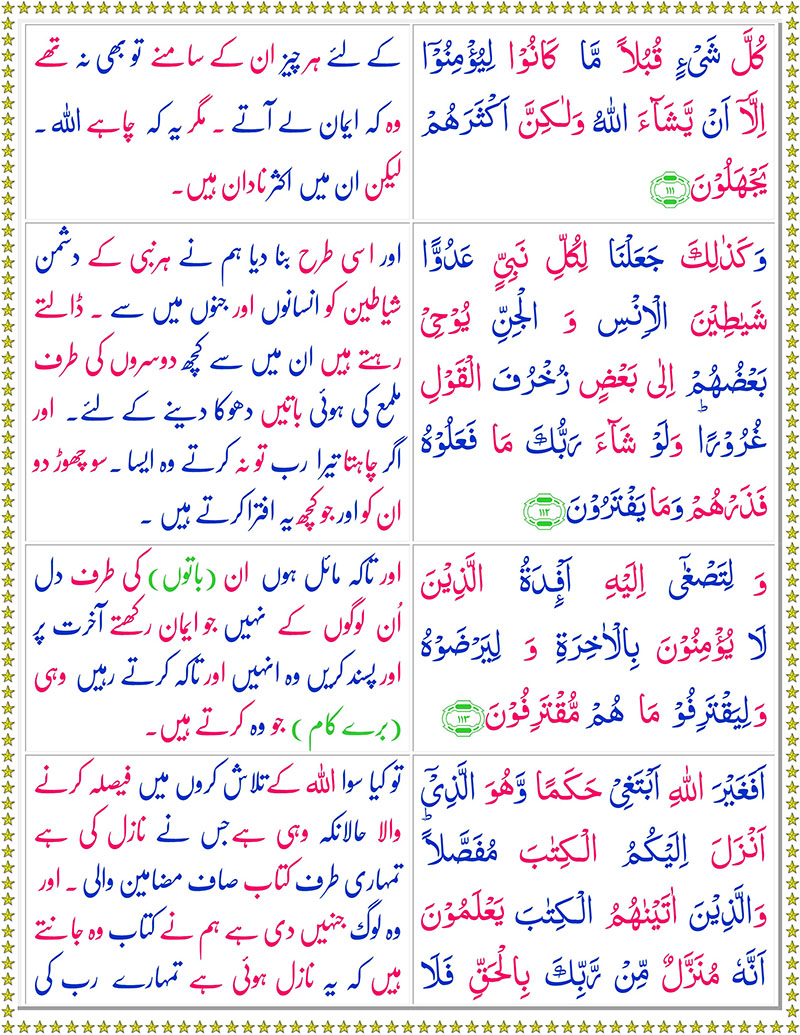 كُلَّ شَىْءٍ قُبُلًا مَّا كَانُوْا لِيُؤْمِنُوْٓا
اِلَّآ اَنْ يَّشَآءَ اللهُ وَلٰكِنَّ اَكْثَرَهُمْ
يَجْهَلُوْنَ ﴿۱۱۱﴾
کے لئے ہر چیز ان کے سامنے تو بھی نہ تھے
وہ کہ ایمان لے آتے ۔ مگر یہ کہ چاہے اللہ ۔
لیکن ان میں اکثر نادان ہیں۔
وَكَذٰلِكَ جَعَلْنَا لِكُلِّ نَبِىٍّ عَدُوًّا
شَيٰطِيْنَ الْاِنْسِ وَ الْجِنِّ يُوْحِىْ
بَعْضُهُمْ اِلٰى بَعْضٍ زُخْرُفَ الْقَوْلِ
غُرُوْرًا ؕ وَلَوْ شَآءَ رَبُّكَ مَا فَعَلُوْهُ
فَذَرْهُمْ وَمَا يَفْتَرُوْنَ ﴿۱۱۲﴾
اور اسی طرح بنا دیا ہم نے ہر نبی کے دشمن
شیاطین کو انسانوں اور جنوں میں سے ۔ ڈالتے
رہتے ہیں ان میں سے کچھ دوسروں کی طرف
ملمع کی ہوئی باتیں دھوکا دینے کے لئے۔ اور
اگر چاہتا تیرا رب تو نہ کرتے وہ ایسا ۔ سو چھوڑ دو
ان کو اور جو کچھ یہ افترا کرتے ہیں ۔
وَ لِتَصْغٰٓى اِلَيْهِ اَفْـِٕدَةُ الَّذِيْنَ
لَا يُؤْمِنُوْنَ بِالْاٰخِرَةِ وَ لِيَرْضَوْهُ
وَلِيَقْتَرِفُوْ مَا هُمْ مُّقْتَرِفُوْنَ ﴿۱۱۳﴾
اور تاکہ مائل ہوں ان (باتوں) کی طرف دل
اُن لوگوں کے نہیں جو ایمان رکھتے آخرت پر
اور پسند کریں وہ انہیں اور تاکہ کرتے رہیں وہی
(برے کام) جو وہ کرتے ہیں۔
اَفَغَيْرَ اللهِ اَبْتَغِىْ حَكَمًا وَّهُوَ الَّذِىْٓ
اَنْزَلَ اِلَيْكُمُ الْكِتٰبَ مُفَصَّلًا ؕ
وَالَّذِيْنَ اٰتَيْنٰهُمُ الْكِتٰبَ يَعْلَمُوْنَ
اَنَّهٗ مُنَزَّلٌ مِّنْ رَّبِّكَ بِالْحَقِّ فَلَا
تو کیا سوا اللہ کے تلاش کروں میں فیصلہ کرنے
والا حالانکہ وہی ہے جس نے نازل کی ہے
تمہاری طرف کتاب صاف مضامین والی ۔ اور
وہ لوگ جنہیں دی ہے ہم نے کتاب وہ جانتے
ہیں کہ یہ نازل ہوئی ہے تمہارے رب کی